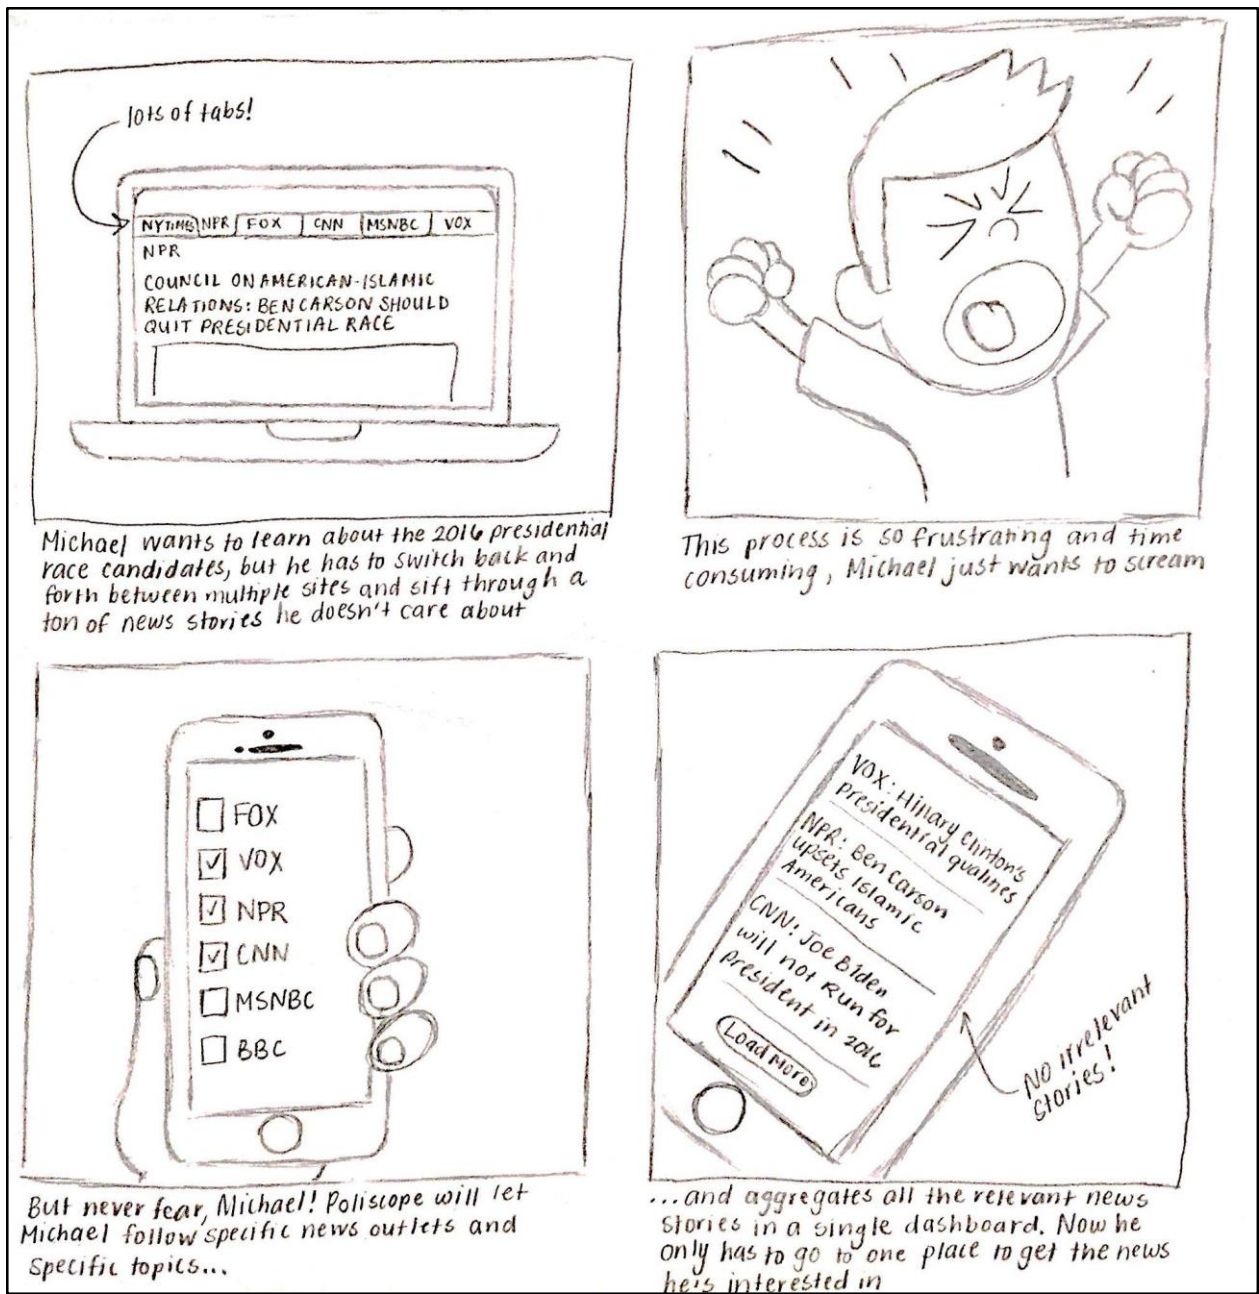 lots of tabs!
NYTIMES NPR FOX CNN MSNBC VOX
NPR
COUNCIL ON AMERICAN-ISLAMIC
RELATIONS: BEN CARSON SHOULD
QUIT PRESIDENTIAL RACE
Michael wants to learn about the 2016 presidential
race candidates, but he has to switch back and
forth between multiple sites and sift through a
ton of news stories he doesn't care about
This process is so frustrating and time
consuming, Michael just wants to scream
FOX
VOX
NPR
CNN
MSNBC
BBC
But never fear, Michael! Poliscope will let
Michael follow specific news outlets and
specific topics...
VOX: Hillary Clinton's
presidential qualities
NPR: Ben Carson
upsets Islamic
Americans
CNN: Joe Biden
will not Run for
president in 2016
Load More
NO irrelevant
stories!
...and aggregates all the relevant news
stories in a single dashboard. Now he
only has to go to one place to get the news
he's interested in